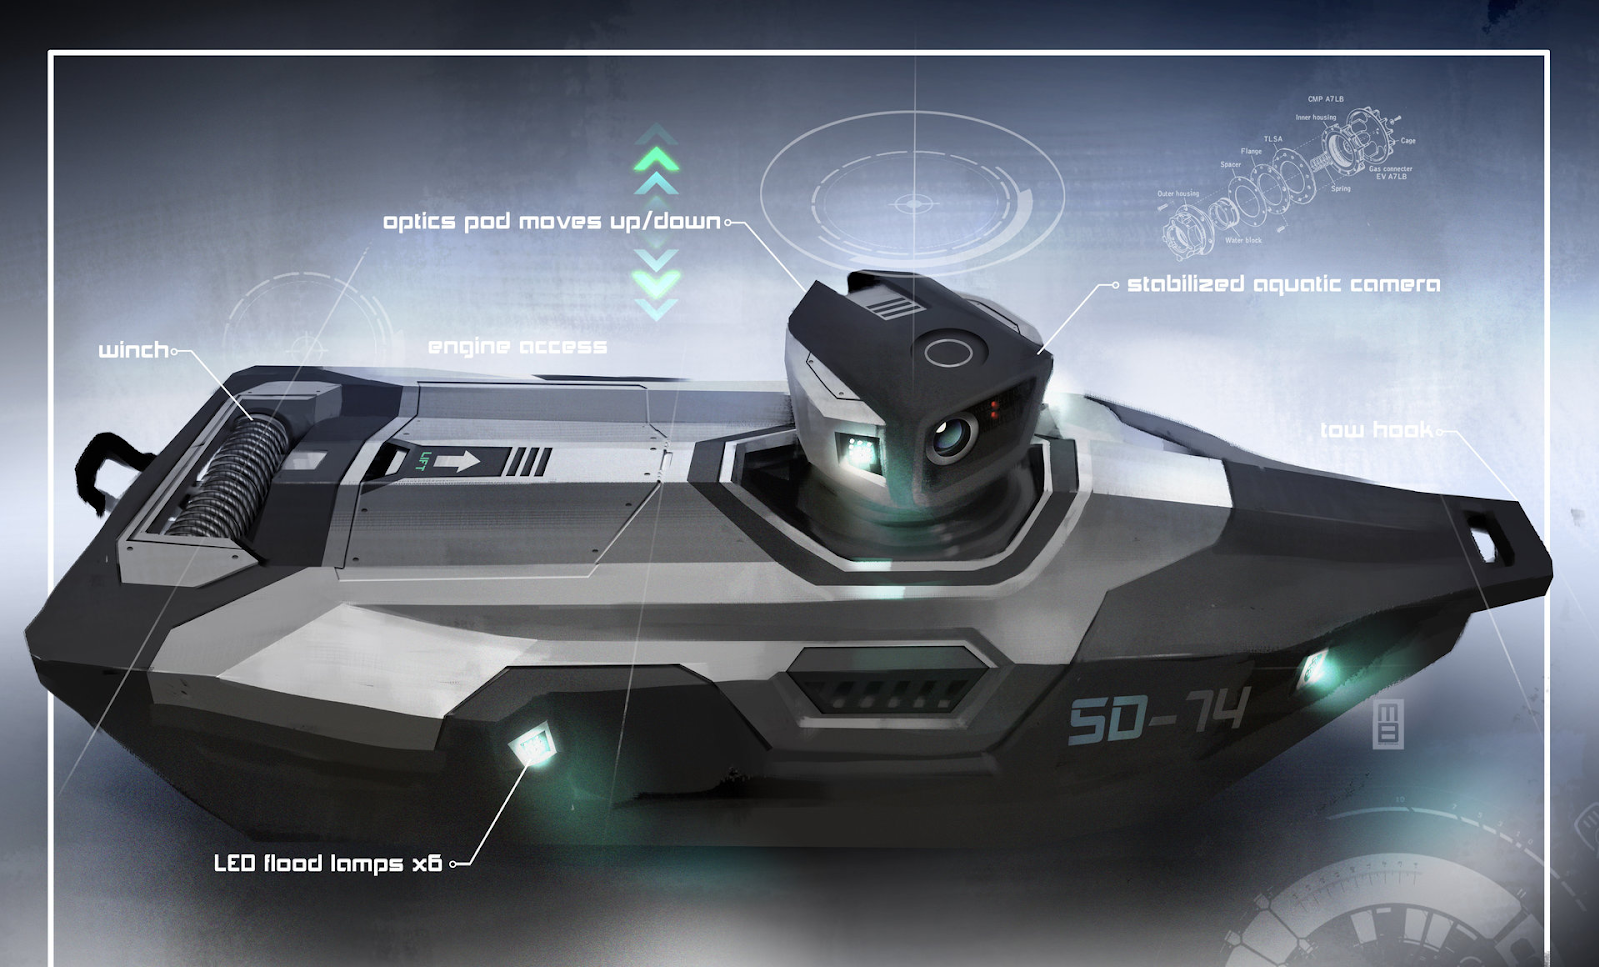 CMP A7LB
Inner housing
TLSA
Cage
Flange
Spacer
Gas connecter
EV A7LB
Spring
Outer housing
Water block
optics pod moves up/down
stabilized aquatic camera
winch
engine access
tow hook
LIFT
SD-74
MB
LED flood lamps x6